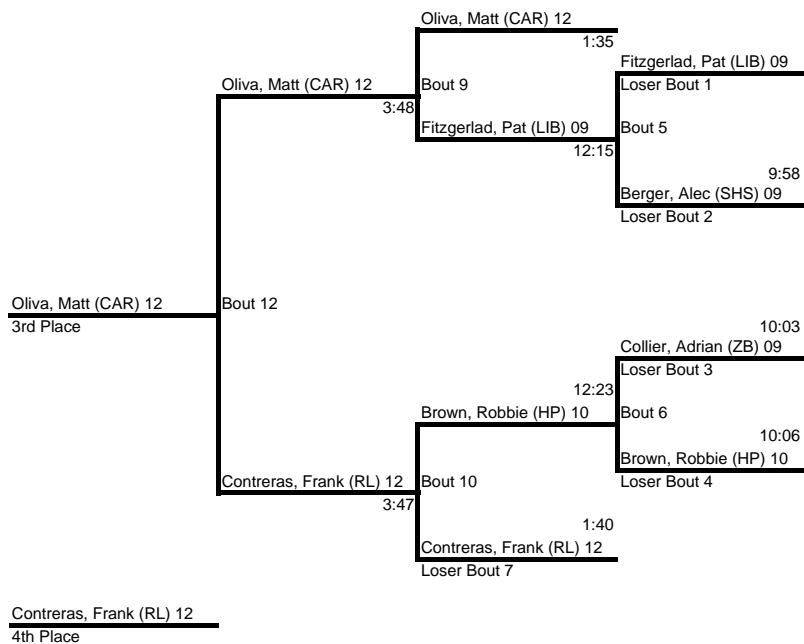 Oliva, Matt (CAR) 12
1:35
Fitzgerlad, Pat (LIB) 09
Loser Bout 1
Oliva, Matt (CAR) 12
Bout 9
3:48
Fitzgerlad, Pat (LIB) 09
Bout 5
12:15
9:58
Berger, Alec (SHS) 09
Loser Bout 2
Oliva, Matt (CAR) 12
Bout 12
3rd Place
10:03
Collier, Adrian (ZB) 09
Loser Bout 3
12:23
Brown, Robbie (HP) 10
Bout 6
10:06
Brown, Robbie (HP) 10
Loser Bout 4
Contreras, Frank (RL) 12
Bout 10
3:47
1:40
Contreras, Frank (RL) 12
Loser Bout 7
Contreras, Frank (RL) 12
4th Place